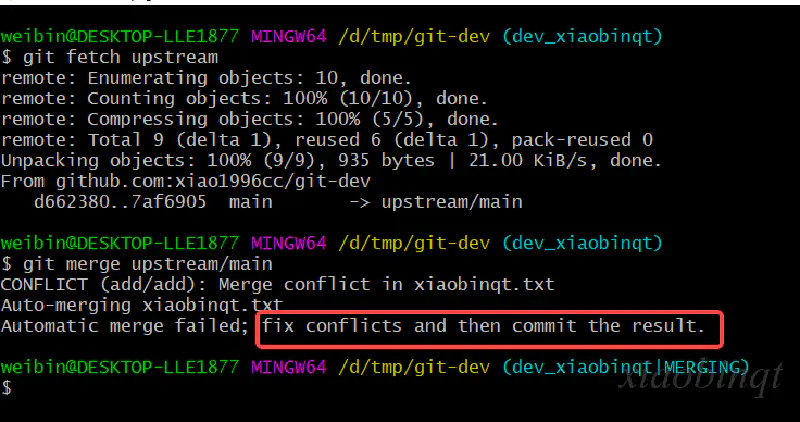 weibin@DESKTOP-LLE1877 MINGW64 /d/tmp/git-dev (dev_xiaobinqt)
$ git fetch upstream
remote: Enumerating objects: 10, done.
remote: Counting objects: 100% (10/10), done.
remote: Compressing objects: 100% (5/5), done.
remote: Total 9 (delta 1), reused 6 (delta 1), pack-reused 0
Unpacking objects: 100% (9/9), 935 bytes | 21.00 KiB/s, done.
From github.com:xiao1996cc/git-dev
   d662380..7af6905  main       -> upstream/main
weibin@DESKTOP-LLE1877 MINGW64 /d/tmp/git-dev (dev_xiaobinqt)
$ git merge upstream/main
CONFLICT (add/add): Merge conflict in xiaobinqt.txt
Auto-merging xiaobinqt.txt
Automatic merge failed; fix conflicts and then commit the result.
weibin@DESKTOP-LLE1877 MINGW64 /d/tmp/git-dev (dev_xiaobinqt|MERGING)
$
xiaobinqt